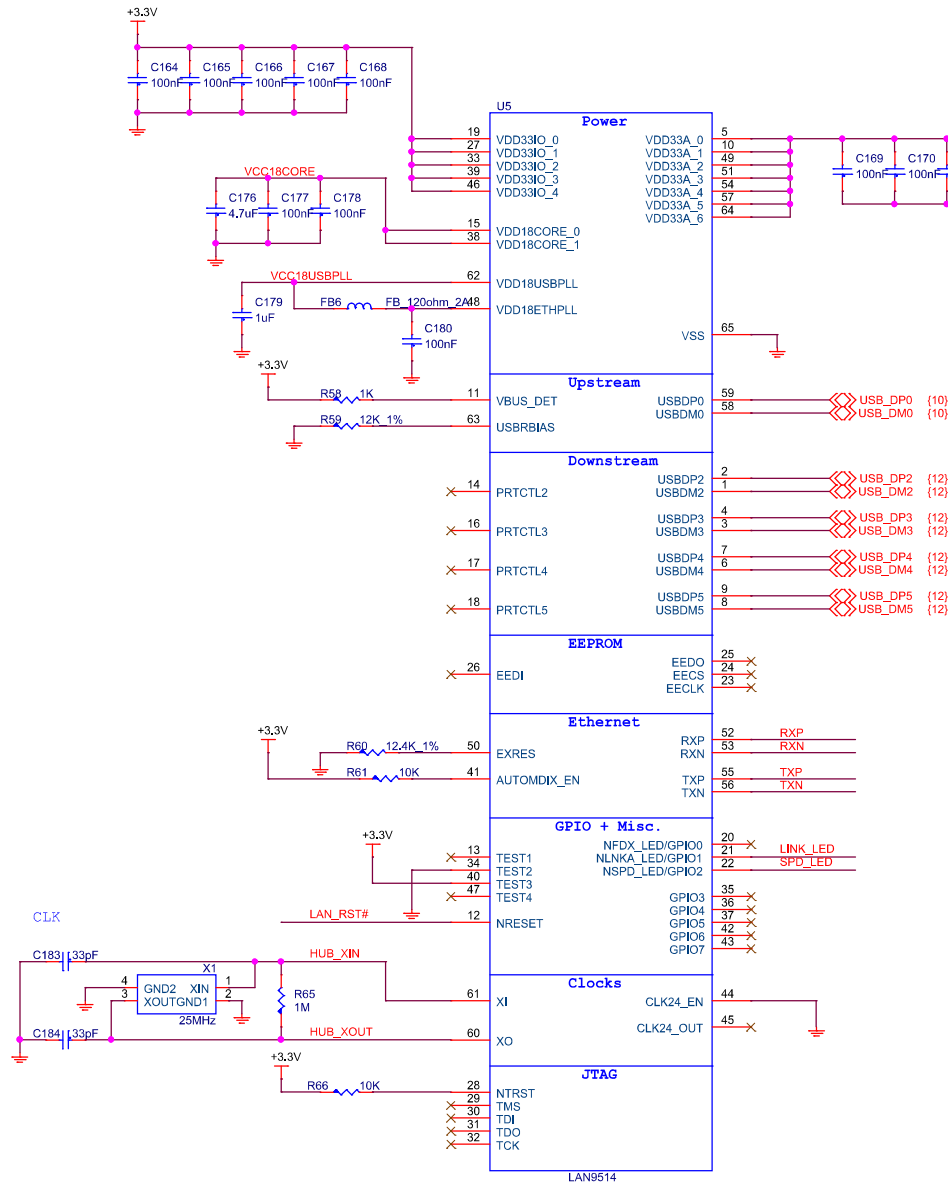 +3.3V
C164 C165 C166 C167 C168
100nF 100nF 100nF 100nF 100nF
U5
Power
19 VDD33IO_0 VDD33A_0 5
27 VDD33IO_1 VDD33A_1 10
33 VDD33IO_2 VDD33A_2 49
39 VDD33IO_3 VDD33A_3 51
46 VDD33IO_4 VDD33A_4 54
VDD33A_5 57
VDD33A_6 64
C169 C170
100nF 100nF
VCC18CORE
C176 C177 C178
4.7uF 100nF 100nF
15 VDD18CORE_0
38 VDD18CORE_1
VCC18USBPLL
62 VDD18USBPLL
C179
1uF
FB6 FB_120ohm_2A
48 VDD18ETHPLL
C180
100nF
VSS 65
+3.3V
Upstream
R58 1K 11 VBUS_DET USBDP0 59 USB_DP0 {10}
R59 12K_1% 63 USBRBIAS USBDM0 58 USB_DM0 {10}
Downstream
14 PRTCTL2 USBDP2 2 USB_DP2 {12}
USBDM2 1 USB_DM2 {12}
16 PRTCTL3 USBDP3 4 USB_DP3 {12}
USBDM3 3 USB_DM3 {12}
17 PRTCTL4 USBDP4 7 USB_DP4 {12}
USBDM4 6 USB_DM4 {12}
18 PRTCTL5 USBDP5 9 USB_DP5 {12}
USBDM5 8 USB_DM5 {12}
EEPROM
26 EEDI EEDO 25
EECS 24
EECLK 23
Ethernet
+3.3V
R60 12.4K_1% 50 EXRES RXP 52 RXP
RXN 53 RXN
R61 10K 41 AUTOMDIX_EN TXP 55 TXP
TXN 56 TXN
GPIO + Misc.
+3.3V
13 TEST1 NFDX_LED/GPIO0 20
34 TEST2 NLNKA_LED/GPIO1 21 LINK_LED
40 TEST3 NSPD_LED/GPIO2 22 SPD_LED
47 TEST4 GPIO3 35
GPIO4 36
LAN_RST# 12 NRESET GPIO5 37
GPIO6 42
GPIO7 43
CLK
C183 33pF HUB_XIN
X1
4 GND2 XIN 1
3 XOUT GND1 2
25MHz
R65
1M
C184 33pF HUB_XOUT
Clocks
61 XI CLK24_EN 44
60 XO CLK24_OUT 45
+3.3V
JTAG
R66 10K 28 NTRST
29 TMS
30 TDI
31 TDO
32 TCK
LAN9514